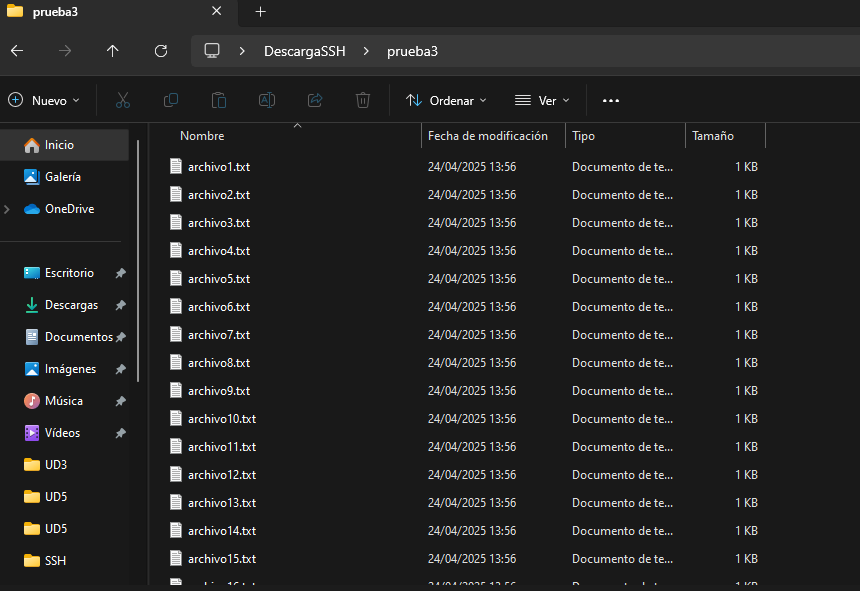 prueba3
DescargaSSH > prueba3
Nuevo
Ordenar
Ver
Nombre Fecha de modificación Tipo Tamaño
Inicio
Galería
OneDrive
Escritorio
Descargas
Documentos
Imágenes
Música
Vídeos
UD3
UD5
UD5
SSH
archivo1.txt 24/04/2025 13:56 Documento de te... 1 KB
archivo2.txt 24/04/2025 13:56 Documento de te... 1 KB
archivo3.txt 24/04/2025 13:56 Documento de te... 1 KB
archivo4.txt 24/04/2025 13:56 Documento de te... 1 KB
archivo5.txt 24/04/2025 13:56 Documento de te... 1 KB
archivo6.txt 24/04/2025 13:56 Documento de te... 1 KB
archivo7.txt 24/04/2025 13:56 Documento de te... 1 KB
archivo8.txt 24/04/2025 13:56 Documento de te... 1 KB
archivo9.txt 24/04/2025 13:56 Documento de te... 1 KB
archivo10.txt 24/04/2025 13:56 Documento de te... 1 KB
archivo11.txt 24/04/2025 13:56 Documento de te... 1 KB
archivo12.txt 24/04/2025 13:56 Documento de te... 1 KB
archivo13.txt 24/04/2025 13:56 Documento de te... 1 KB
archivo14.txt 24/04/2025 13:56 Documento de te... 1 KB
archivo15.txt 24/04/2025 13:56 Documento de te... 1 KB